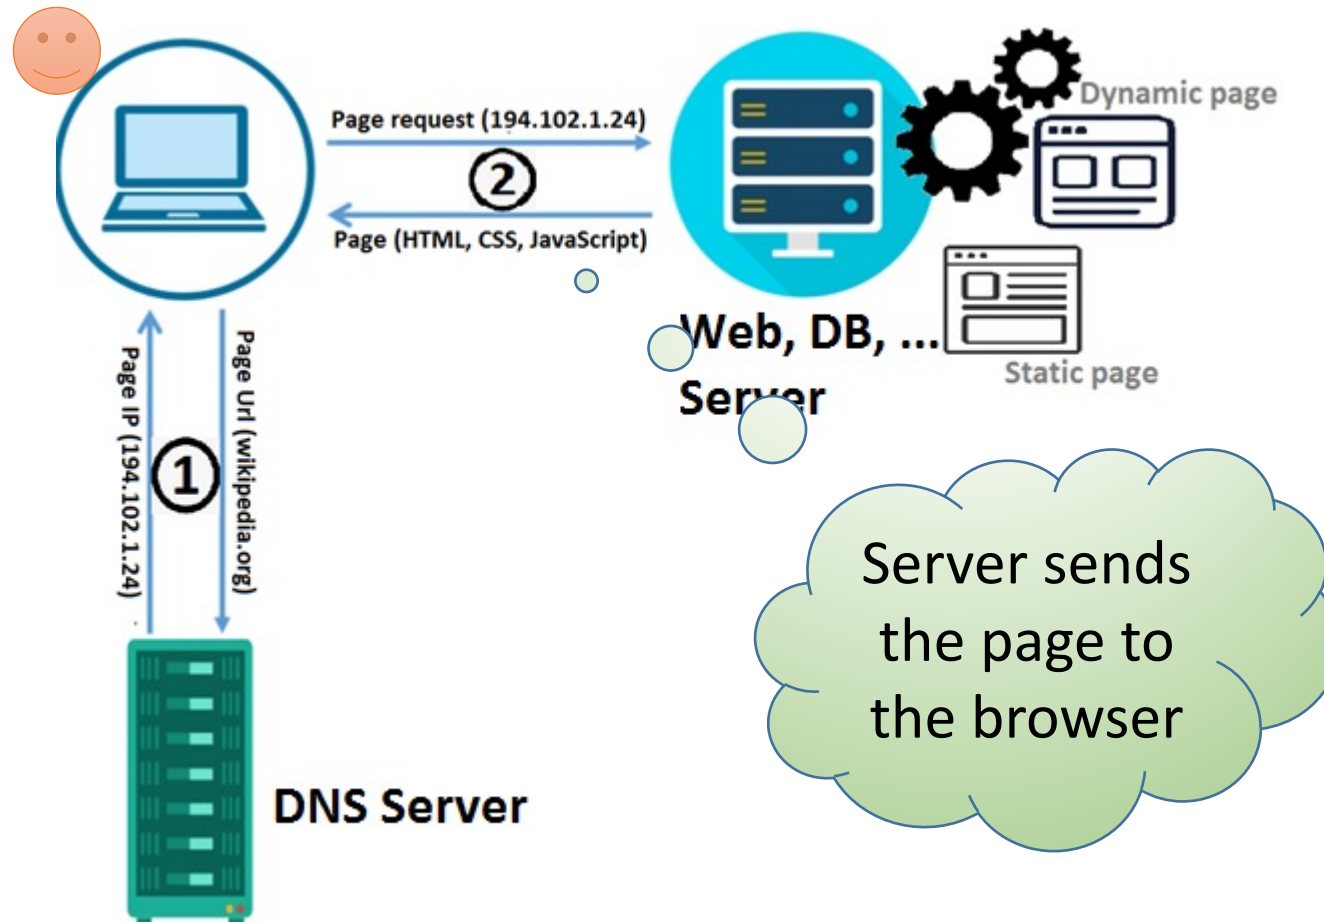 Page request (194.102.1.24)
2
Page (HTML, CSS, JavaScript)
Dynamic page
Static page
Web, DB, ...
Server
Page IP (194.102.1.24)
1
Page Url (wikipedia.org)
DNS Server
Server sends
the page to
the browser